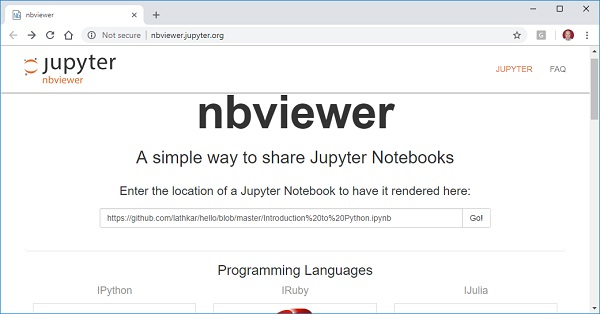 nbviewer
Not secure | nbviewer.jupyter.org
jupyter
nbviewer
JUPYTER FAQ
nbviewer
A simple way to share Jupyter Notebooks
Enter the location of a Jupyter Notebook to have it rendered here:
https://github.com/lathkar/hello/blob/master/Introduction%20to%20Python.ipynb Go!
Programming Languages
IPython IRuby IJulia